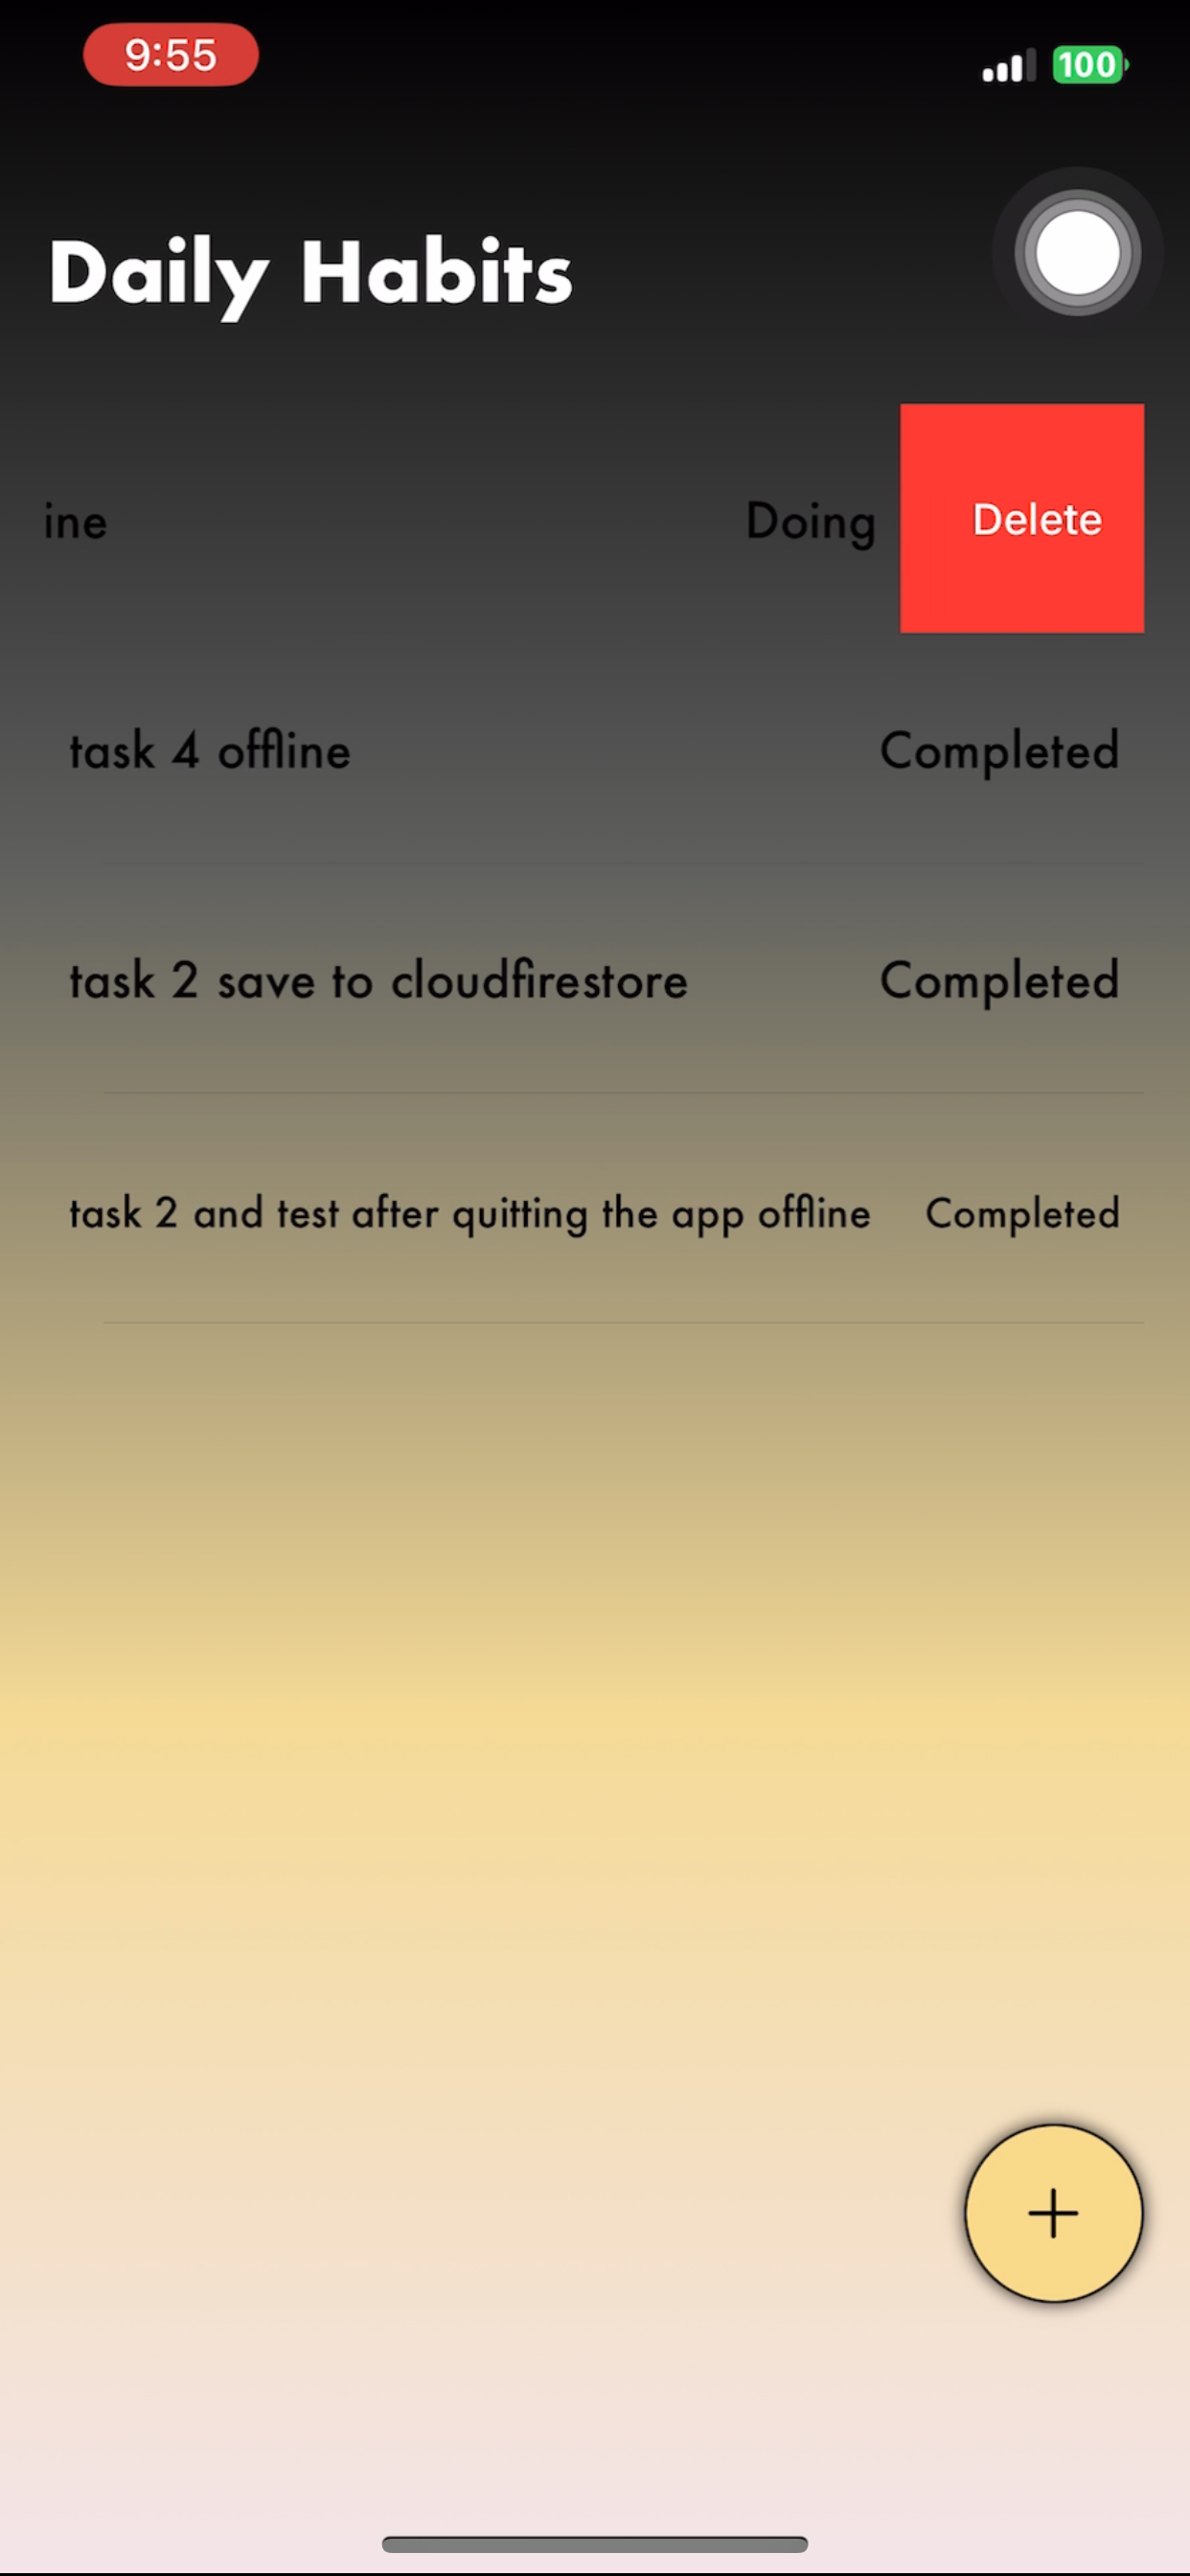 9:55
100
Daily Habits
ine Doing Delete
task 4 offline Completed
task 2 save to cloudfirestore Completed
task 2 and test after quitting the app offline Completed